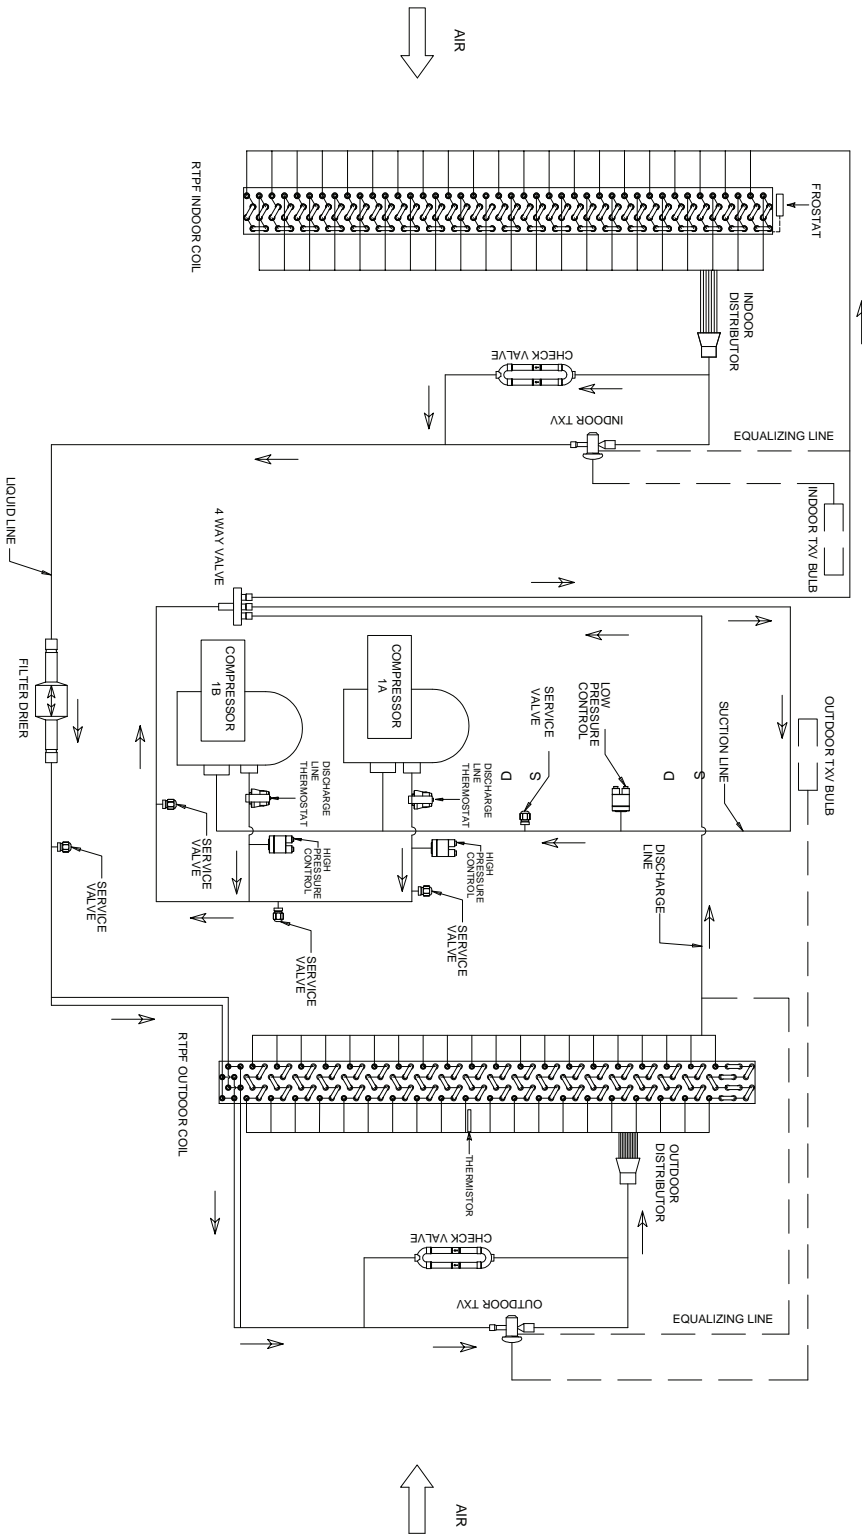 AIR
FROSTAT
RTPF INDOOR COIL
INDOOR
DISTRIBUTOR
CHECK VALVE
INDOOR TXV
EQUALIZING LINE
INDOOR TXV BULB
LIQUID LINE
4 WAY VALVE
FILTER DRIER
COMPRESSOR
1B
COMPRESSOR
1A
SERVICE
VALVE
LOW
PRESSURE
CONTROL
SUCTION LINE
OUTDOOR TXV BULB
D
S
D
S
DISCHARGE
LINE
THERMOSTAT
DISCHARGE
LINE
THERMOSTAT
SERVICE
VALVE
HIGH
PRESSURE
CONTROL
HIGH
PRESSURE
CONTROL
SERVICE
VALVE
SERVICE
VALVE
SERVICE
VALVE
DISCHARGE
LINE
RTPF OUTDOOR COIL
THERMISTOR
OUTDOOR
DISTRIBUTOR
CHECK VALVE
OUTDOOR TXV
EQUALIZING LINE
AIR